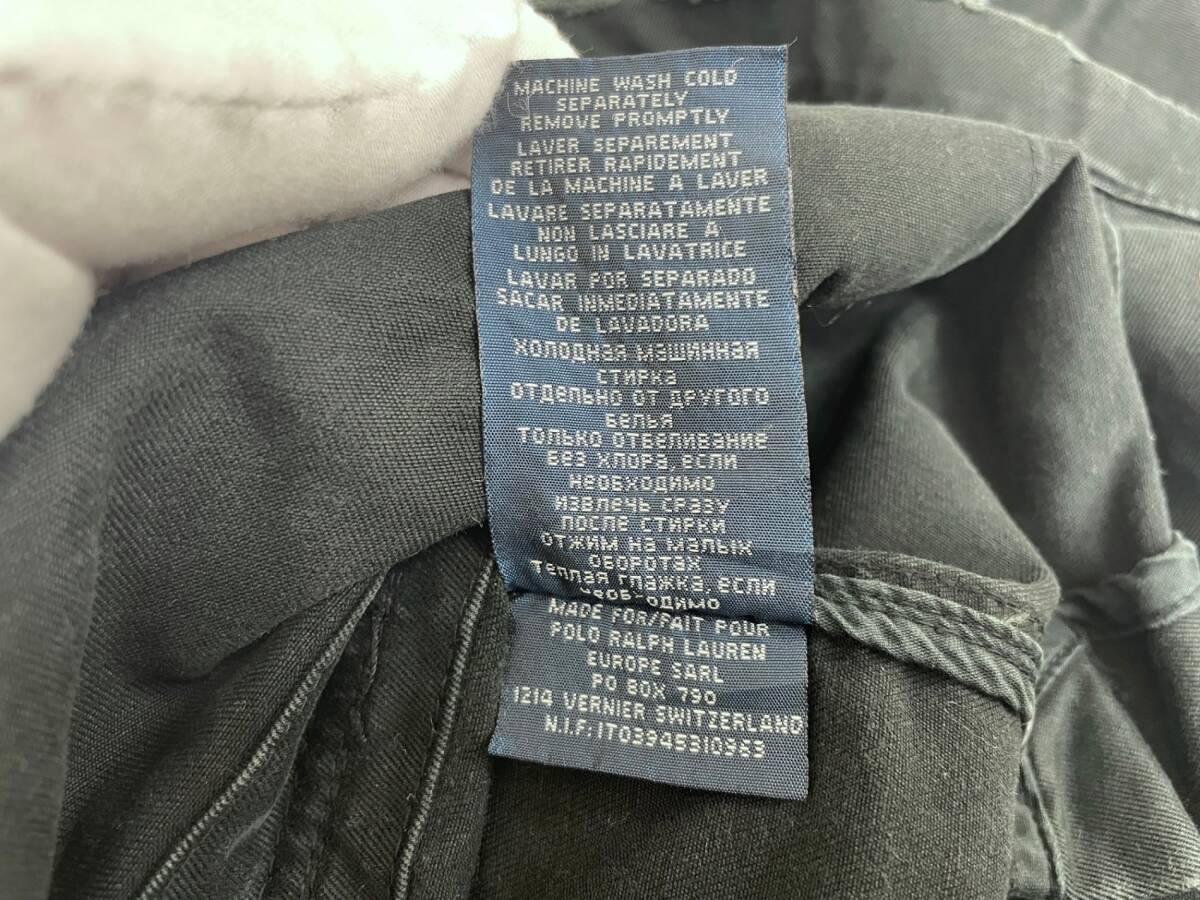 MACHINE WASH COLD
SEPARATELY
REMOVE PROMPTLY
LAVER SEPAREMENT
RETIRER RAPIDEMENT
DE LA MACHINE A LAVER
LAVARE SEPARATAMENTE
NON LASCIARE A
LUNGO IN LAVATRICE
LAVAR POR SEPARADO
SACAR INMEDIATAMENTE
DE LAVADORA
ХОЛОДНАЯ МАШИННАЯ
СТИРКА
ОТДЕЛЬНО ОТ ДРУГОГО
БЕЛЬЯ
ТОЛЬКО ОТБЕЛИВАНИЕ
БЕЗ ХЛОРА, ЕСЛИ
НЕОБХОДИМО
ИЗВЛЕЧЬ СРАЗУ
ПОСЛЕ СТИРКИ
ОТЖИМ НА МАЛЫХ
ОБОРОТАХ
ТЕПЛАЯ ГЛАЖКА, ЕСЛИ
НЕОБХОДИМО
MADE FOR/FAIT POUR
POLO RALPH LAUREN
EUROPE SARL
PO BOX 790
1214 VERNIER SWITZERLAND
N.I.F:IT03945310963